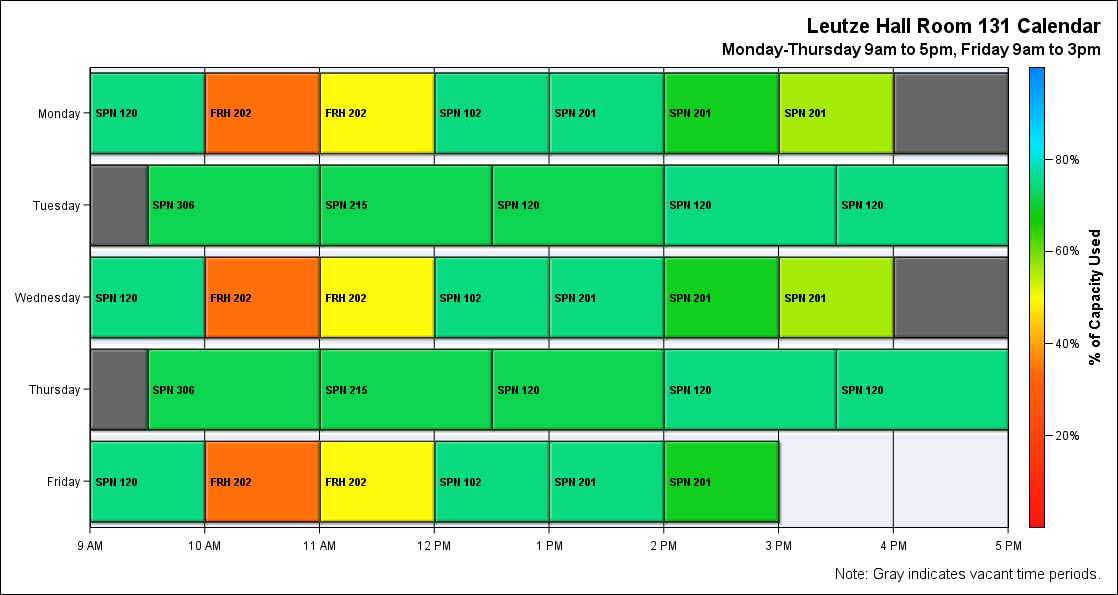 Leutze Hall Room 131 Calendar
Monday-Thursday 9am to 5pm, Friday 9am to 3pm
Monday
SPN 120
FRH 202
FRH 202
SPN 102
SPN 201
SPN 201
SPN 201
Tuesday
SPN 306
SPN 215
SPN 120
SPN 120
SPN 120
Wednesday
SPN 120
FRH 202
FRH 202
SPN 102
SPN 201
SPN 201
SPN 201
Thursday
SPN 306
SPN 215
SPN 120
SPN 120
SPN 120
Friday
SPN 120
FRH 202
FRH 202
SPN 102
SPN 201
SPN 201
9 AM
10 AM
11 AM
12 PM
1 PM
2 PM
3 PM
4 PM
5 PM
80%
60%
40%
20%
% of Capacity Used
Note: Gray indicates vacant time periods.